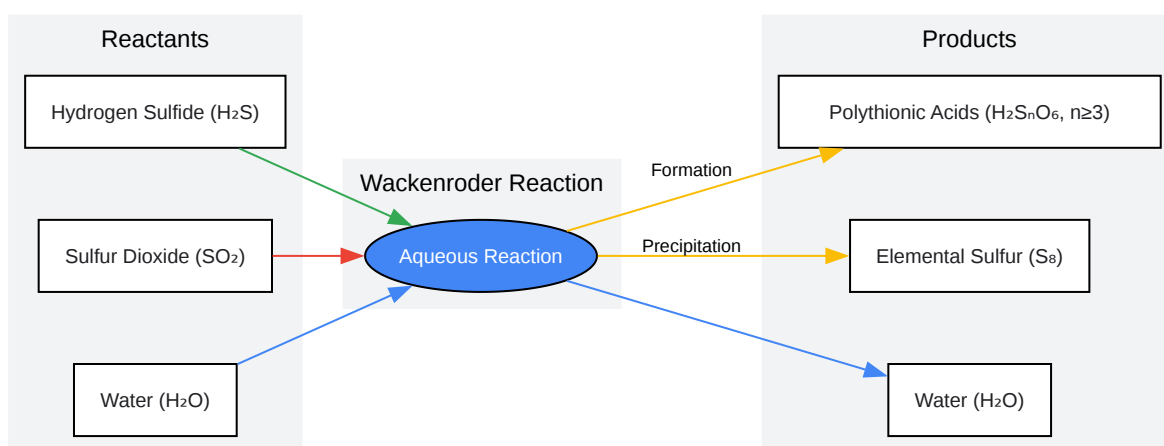 Reactants
Hydrogen Sulfide (H₂S)
Sulfur Dioxide (SO₂)
Water (H₂O)
Wackenroder Reaction
Aqueous Reaction
Formation
Precipitation
Products
Polythionic Acids (H₂SₙO₆, n≥3)
Elemental Sulfur (S₈)
Water (H₂O)